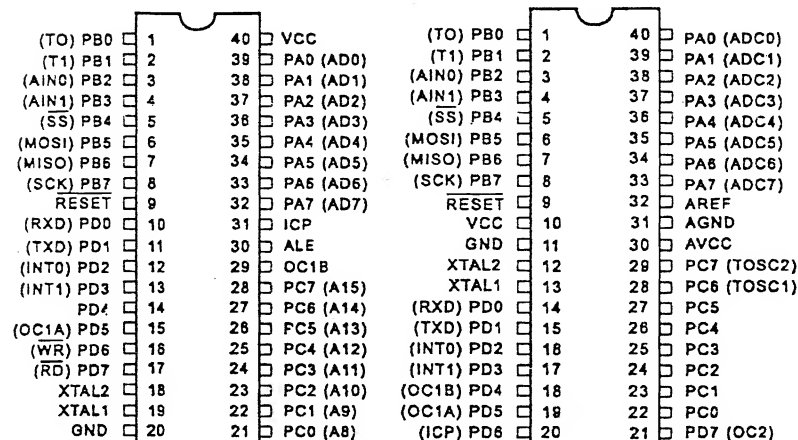 (TO) PB0 1 40 VCC
(T1) PB1 2 39 PA0 (AD0)
(AIN0) PB2 3 38 PA1 (AD1)
(AIN1) PB3 4 37 PA2 (AD2)
(SS) PB4 5 36 PA3 (AD3)
(MOSI) PB5 6 35 PA4 (AD4)
(MISO) PB6 7 34 PA5 (AD5)
(SCK) PB7 8 33 PA6 (AD6)
RESET 9 32 PA7 (AD7)
(RXD) PD0 10 31 ICP
(TXD) PD1 11 30 ALE
(INT0) PD2 12 29 OC1B
(INT1) PD3 13 28 PC7 (A15)
PD4 14 27 PC6 (A14)
(OC1A) PD5 15 26 PC5 (A13)
(WR) PD6 16 25 PC4 (A12)
(RD) PD7 17 24 PC3 (A11)
XTAL2 18 23 PC2 (A10)
XTAL1 19 22 PC1 (A9)
GND 20 21 PC0 (A8)
(TO) PB0 1 40 PA0 (ADC0)
(T1) PB1 2 39 PA1 (ADC1)
(AIN0) PB2 3 38 PA2 (ADC2)
(AIN1) PB3 4 37 PA3 (ADC3)
(SS) PB4 5 36 PA4 (ADC4)
(MOSI) PB5 6 35 PA5 (ADC5)
(MISO) PB6 7 34 PA6 (ADC6)
(SCK) PB7 8 33 PA7 (ADC7)
RESET 9 32 AREF
VCC 10 31 AGND
GND 11 30 AVCC
XTAL2 12 29 PC7 (TOSC2)
XTAL1 13 28 PC6 (TOSC1)
(RXD) PD0 14 27 PC5
(TXD) PD1 15 26 PC4
(INT0) PD2 16 25 PC3
(INT1) PD3 17 24 PC2
(OC1B) PD4 18 23 PC1
(OC1A) PD5 19 22 PC0
(ICP) PD6 20 21 PD7 (OC2)